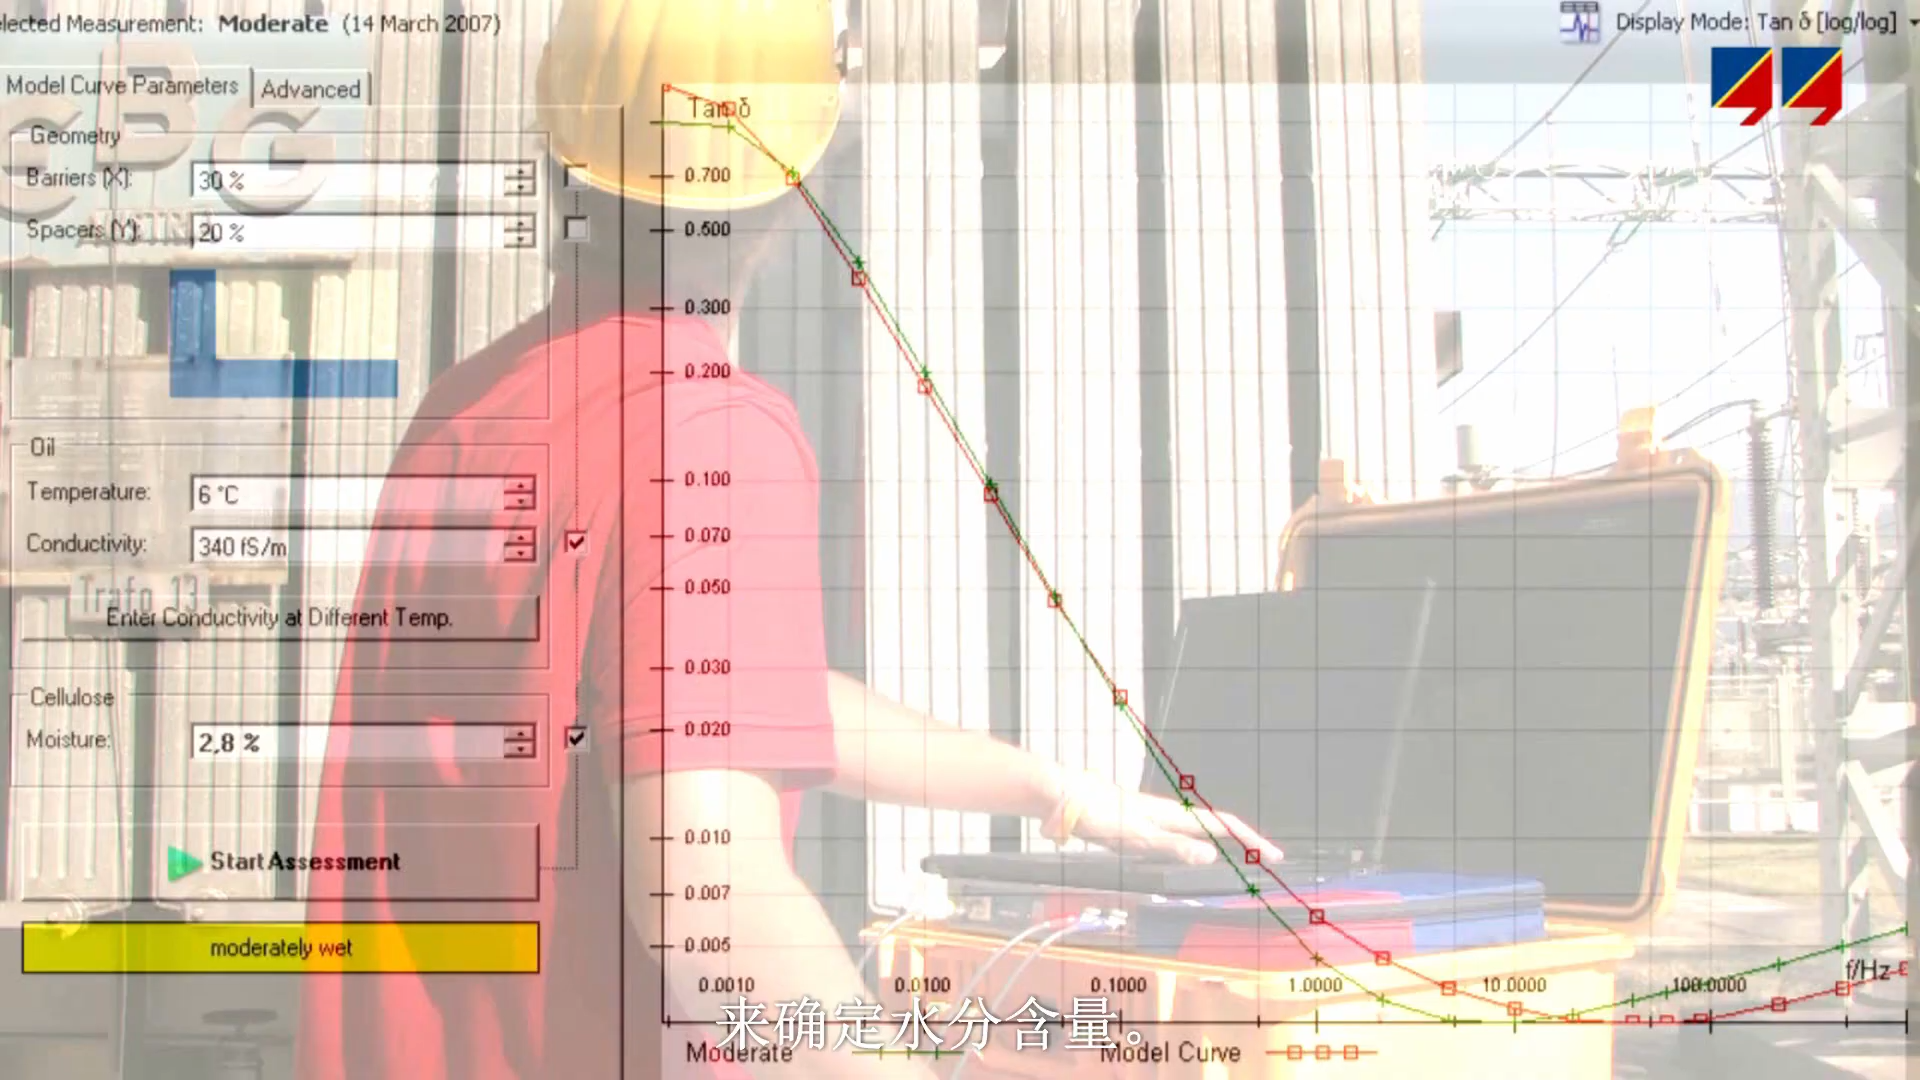 elected Measurement: Moderate (14 March 2007)
Display Mode: Tan δ [log/log]
Model Curve Parameters
Advanced
Geometry
Barriers (X): 30 %
Spacers (Y): 20 %
Oil
Temperature: 6 °C
Conductivity: 340 fS/m
Trafo 13
Enter Conductivity at Different Temp.
Cellulose
Moisture: 2,8 %
Start Assessment
moderately wet
Tan δ
0.700
0.500
0.300
0.200
0.100
0.070
0.050
0.030
0.020
0.010
0.007
0.005
0.0010 0.0100 0.1000 1.0000 10.0000 100.0000
f/Hz
来确定水分含量。
Moderate
Model Curve